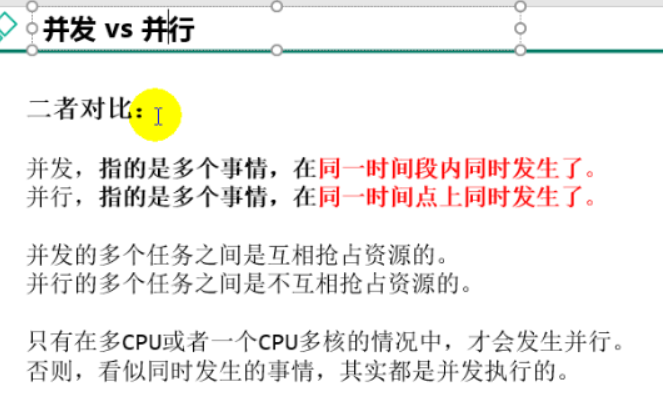 并发 vs 并行
二者对比：
并发，指的是多个事情，在同一时间段内同时发生了。
并行，指的是多个事情，在同一时间点上同时发生了。
并发的多个任务之间是互相抢占资源的。
并行的多个任务之间是不互相抢占资源的。
只有在多CPU或者一个CPU多核的情况中，才会发生并行。
否则，看似同时发生的事情，其实都是并发执行的。